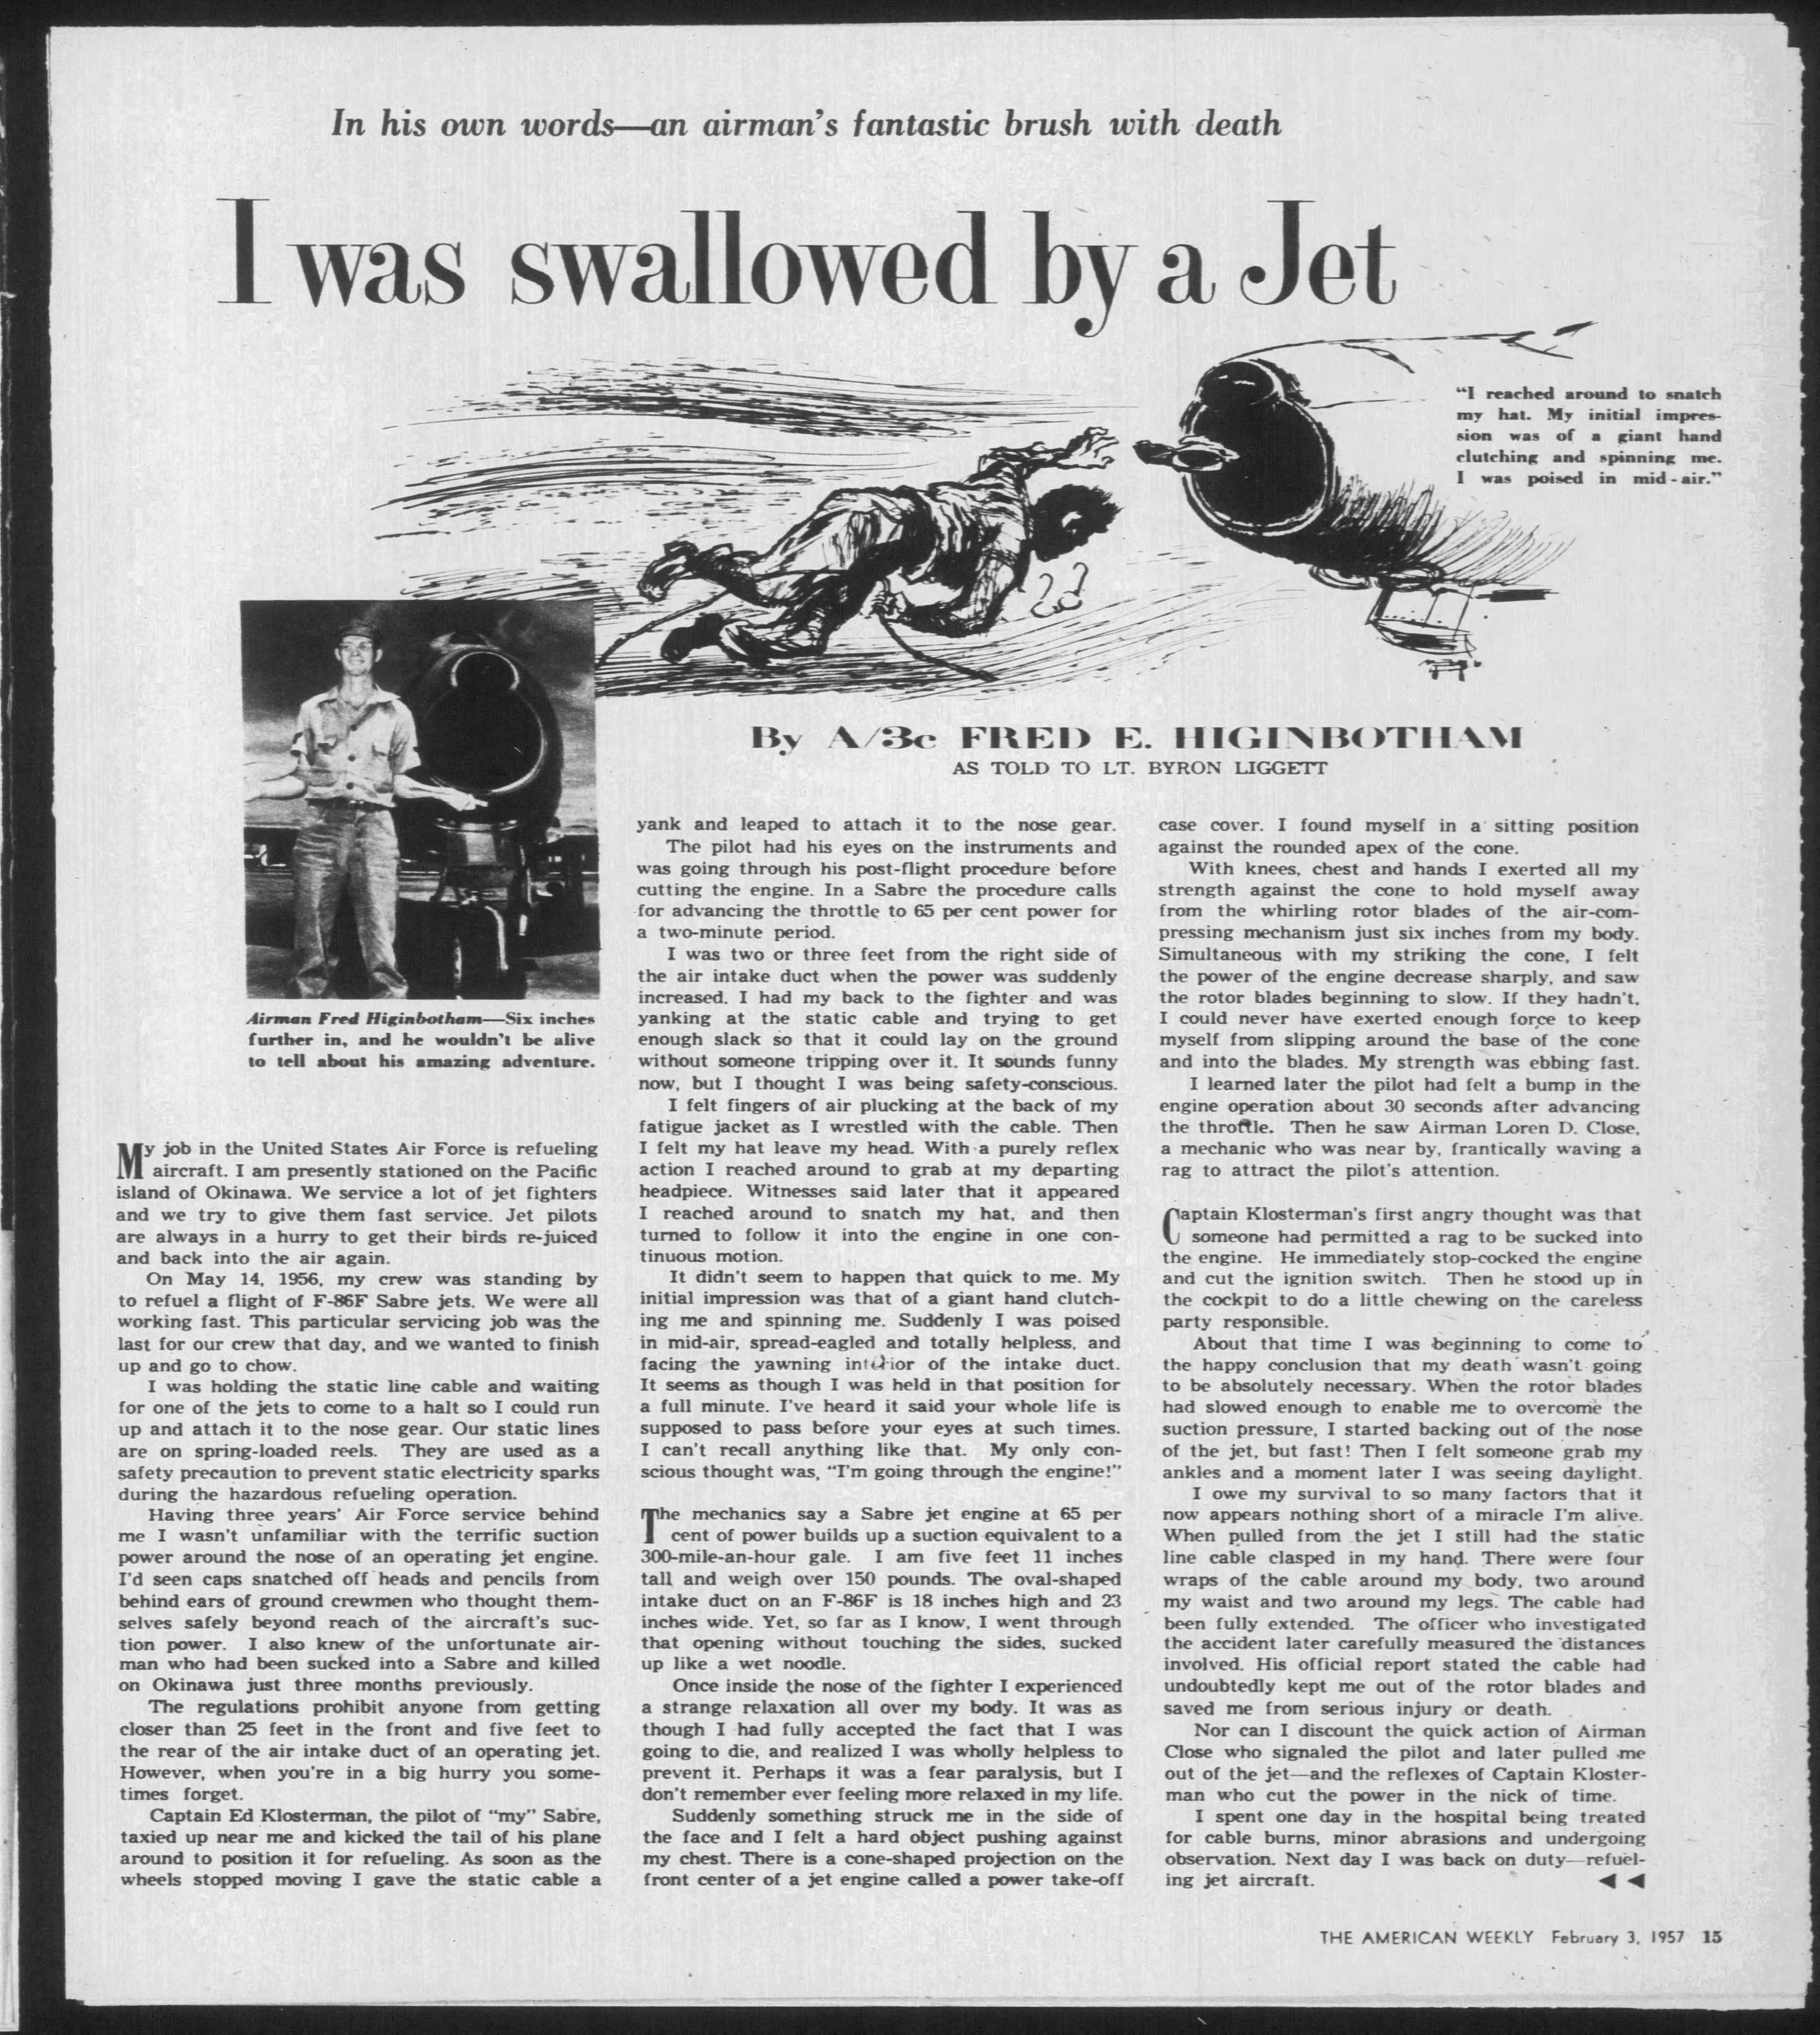 In his own words—an airman's fantastic brush with death
I was swallowed by a Jet
"I reached around to snatch
my hat. My initial impres-
sion was of a giant hand
clutching and spinning me.
I was poised in mid-air."
By A/3c FRED E. HIGINBOTHAM
AS TOLD TO LT. BYRON LIGGETT
Airman Fred Higinbotham—Six inches
further in, and he wouldn't be alive
to tell about his amazing adventure.
My job in the United States Air Force is refueling
aircraft. I am presently stationed on the Pacific
island of Okinawa. We service a lot of jet fighters
and we try to give them fast service. Jet pilots
are always in a hurry to get their birds re-juiced
and back into the air again.
On May 14, 1956, my crew was standing by
to refuel a flight of F-86F Sabre jets. We were all
working fast. This particular servicing job was the
last for our crew that day, and we wanted to finish
up and go to chow.
I was holding the static line cable and waiting
for one of the jets to come to a halt so I could run
up and attach it to the nose gear. Our static lines
are on spring-loaded reels. They are used as a
safety precaution to prevent static electricity sparks
during the hazardous refueling operation.
Having three years' Air Force service behind
me I wasn't unfamiliar with the terrific suction
power around the nose of an operating jet engine.
I'd seen caps snatched off heads and pencils from
behind ears of ground crewmen who thought them-
selves safely beyond reach of the aircraft's suc-
tion power. I also knew of the unfortunate air-
man who had been sucked into a Sabre and killed
on Okinawa just three months previously.
The regulations prohibit anyone from getting
closer than 25 feet in the front and five feet to
the rear of the air intake duct of an operating jet.
However, when you're in a big hurry you some-
times forget.
Captain Ed Klosterman, the pilot of "my" Sabre,
taxied up near me and kicked the tail of his plane
around to position it for refueling. As soon as the
wheels stopped moving I gave the static cable a
yank and leaped to attach it to the nose gear.
The pilot had his eyes on the instruments and
was going through his post-flight procedure before
cutting the engine. In a Sabre the procedure calls
for advancing the throttle to 65 per cent power for
a two-minute period.
I was two or three feet from the right side of
the air intake duct when the power was suddenly
increased. I had my back to the fighter and was
yanking at the static cable and trying to get
enough slack so that it could lay on the ground
without someone tripping over it. It sounds funny
now, but I thought I was being safety-conscious.
I felt fingers of air plucking at the back of my
fatigue jacket as I wrestled with the cable. Then
I felt my hat leave my head. With a purely reflex
action I reached around to grab at my departing
headpiece. Witnesses said later that it appeared
I reached around to snatch my hat, and then
turned to follow it into the engine in one con-
tinuous motion.
It didn't seem to happen that quick to me. My
initial impression was that of a giant hand clutch-
ing me and spinning me. Suddenly I was poised
in mid-air, spread-eagled and totally helpless, and
facing the yawning interior of the intake duct.
It seems as though I was held in that position for
a full minute. I've heard it said your whole life is
supposed to pass before your eyes at such times.
I can't recall anything like that. My only con-
scious thought was, "I'm going through the engine!"
The mechanics say a Sabre jet engine at 65 per
cent of power builds up a suction equivalent to a
300-mile-an-hour gale. I am five feet 11 inches
tall and weigh over 150 pounds. The oval-shaped
intake duct on an F-86F is 18 inches high and 23
inches wide. Yet, so far as I know, I went through
that opening without touching the sides, sucked
up like a wet noodle.
Once inside the nose of the fighter I experienced
a strange relaxation all over my body. It was as
though I had fully accepted the fact that I was
going to die, and realized I was wholly helpless to
prevent it. Perhaps it was a fear paralysis, but I
don't remember ever feeling more relaxed in my life.
Suddenly something struck me in the side of
the face and I felt a hard object pushing against
my chest. There is a cone-shaped projection on the
front center of a jet engine called a power take-off
case cover. I found myself in a sitting position
against the rounded apex of the cone.
With knees, chest and hands I exerted all my
strength against the cone to hold myself away
from the whirling rotor blades of the air-com-
pressing mechanism just six inches from my body.
Simultaneous with my striking the cone, I felt
the power of the engine decrease sharply, and saw
the rotor blades beginning to slow. If they hadn't,
I could never have exerted enough force to keep
myself from slipping around the base of the cone
and into the blades. My strength was ebbing fast.
I learned later the pilot had felt a bump in the
engine operation about 30 seconds after advancing
the throttle. Then he saw Airman Loren D. Close,
a mechanic who was near by, frantically waving a
rag to attract the pilot's attention.
Captain Klosterman's first angry thought was that
someone had permitted a rag to be sucked into
the engine. He immediately stop-cocked the engine
and cut the ignition switch. Then he stood up in
the cockpit to do a little chewing on the careless
party responsible.
About that time I was beginning to come to
the happy conclusion that my death wasn't going
to be absolutely necessary. When the rotor blades
had slowed enough to enable me to overcome the
suction pressure, I started backing out of the nose
of the jet, but fast! Then I felt someone grab my
ankles and a moment later I was seeing daylight.
I owe my survival to so many factors that it
now appears nothing short of a miracle I'm alive.
When pulled from the jet I still had the static
line cable clasped in my hand. There were four
wraps of the cable around my body, two around
my waist and two around my legs. The cable had
been fully extended. The officer who investigated
the accident later carefully measured the distances
involved. His official report stated the cable had
undoubtedly kept me out of the rotor blades and
saved me from serious injury or death.
Nor can I discount the quick action of Airman
Close who signaled the pilot and later pulled me
out of the jet—and the reflexes of Captain Kloster-
man who cut the power in the nick of time.
I spent one day in the hospital being treated
for cable burns, minor abrasions and undergoing
observation. Next day I was back on duty—refuel-
ing jet aircraft.
THE AMERICAN WEEKLY February 3, 1957 15